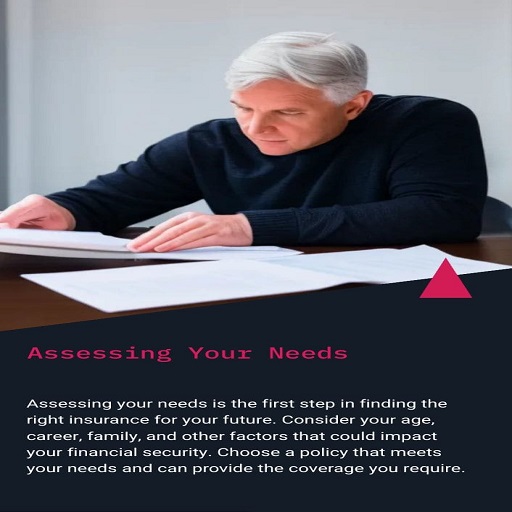 Assessing Your Needs
Assessing your needs is the first step in finding the
right insurance for your future. Consider your age,
career, family, and other factors that could impact
your financial security. Choose a policy that meets
your needs and can provide the coverage you require.